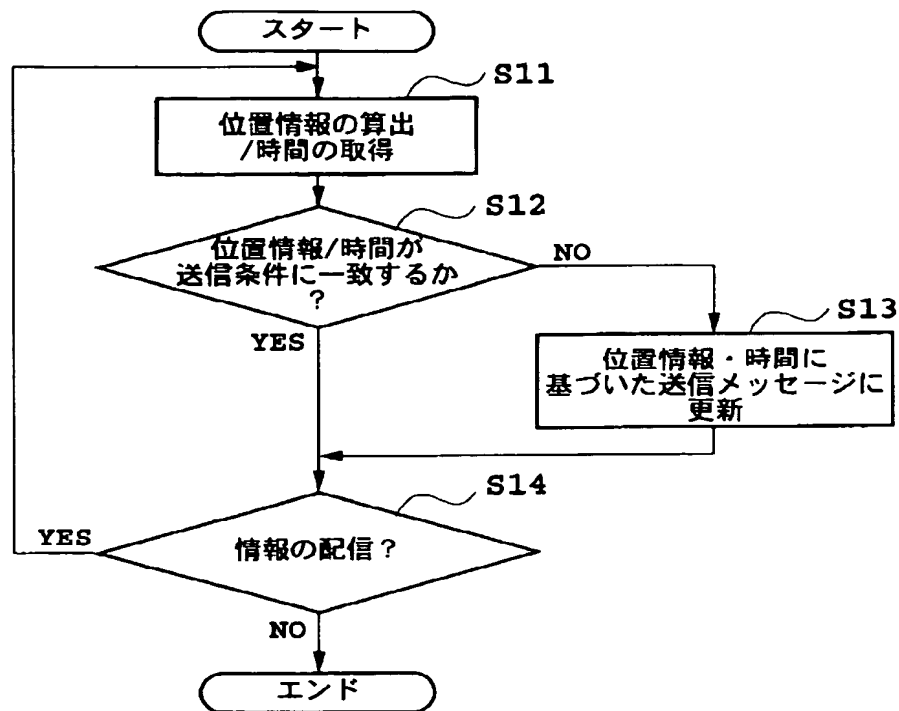 スタート
S11
位置情報の算出
/時間の取得
S12
位置情報/時間が
送信条件に一致するか
?
NO
YES
S13
位置情報・時間に
基づいた送信メッセージに
更新
S14
YES
情報の配信?
NO
エンド